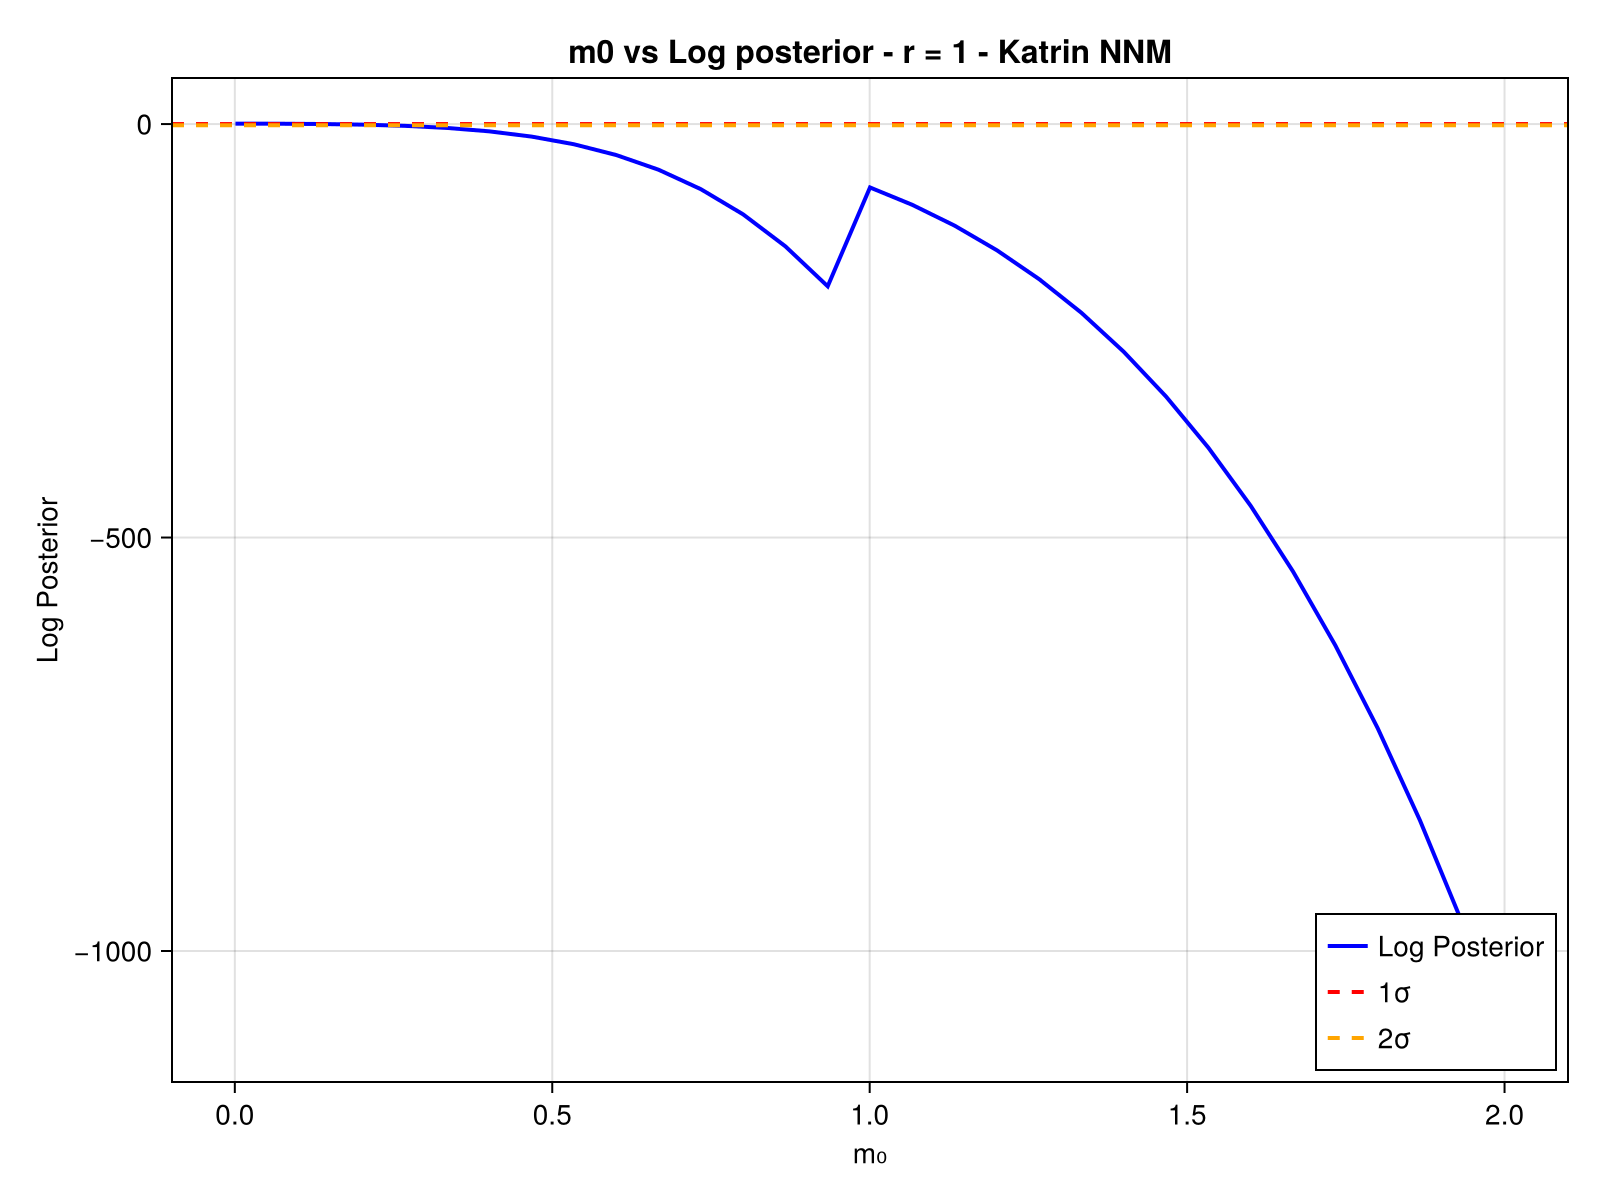 m0 vs Log posterior - r = 1 - Katrin NNM
0
−500
−1000
Log Posterior
0.0
0.5
1.0
1.5
2.0
m₀
Log Posterior
1σ
2σ